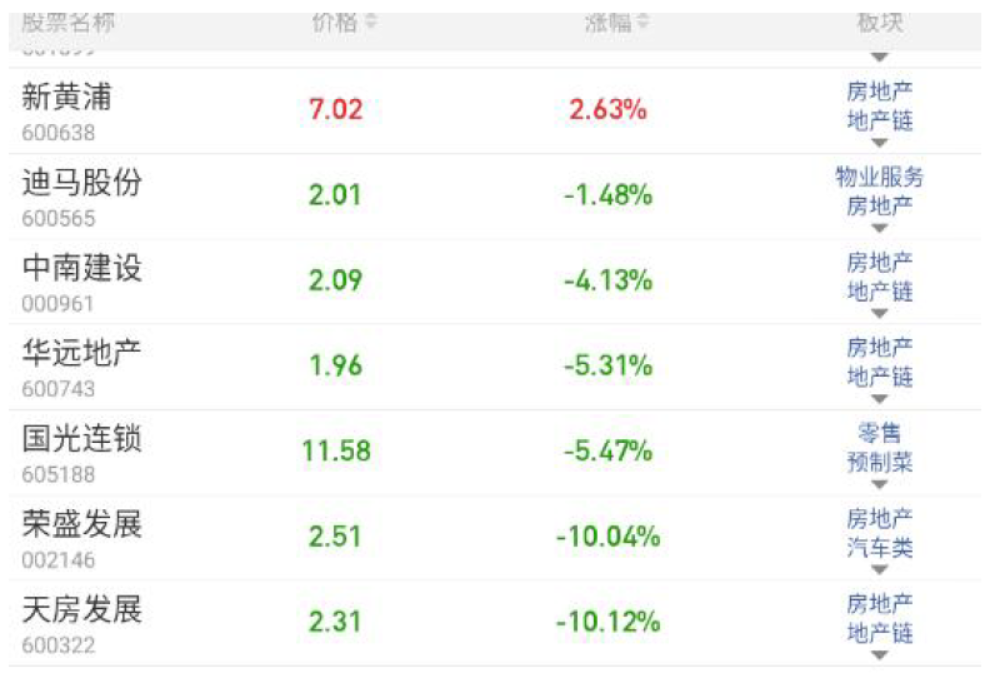 股票名称 价格 涨幅 板块
新黄浦 7.02 2.63% 房地产
600638 地产链
迪马股份 2.01 -1.48% 物业服务
600565 房地产
中南建设 2.09 -4.13% 房地产
000961 地产链
华远地产 1.96 -5.31% 房地产
600743 地产链
国光连锁 11.58 -5.47% 零售
605188 预制菜
荣盛发展 2.51 -10.04% 房地产
002146 汽车类
天房发展 2.31 -10.12% 房地产
600322 地产链